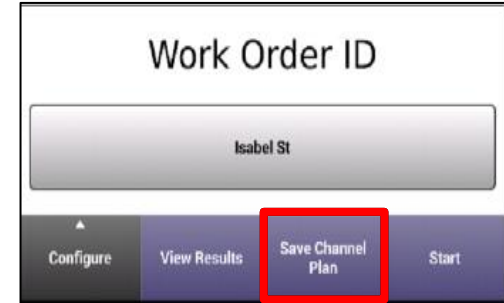 Work Order ID
Isabel St
Configure
View Results
Save Channel
Plan
Start